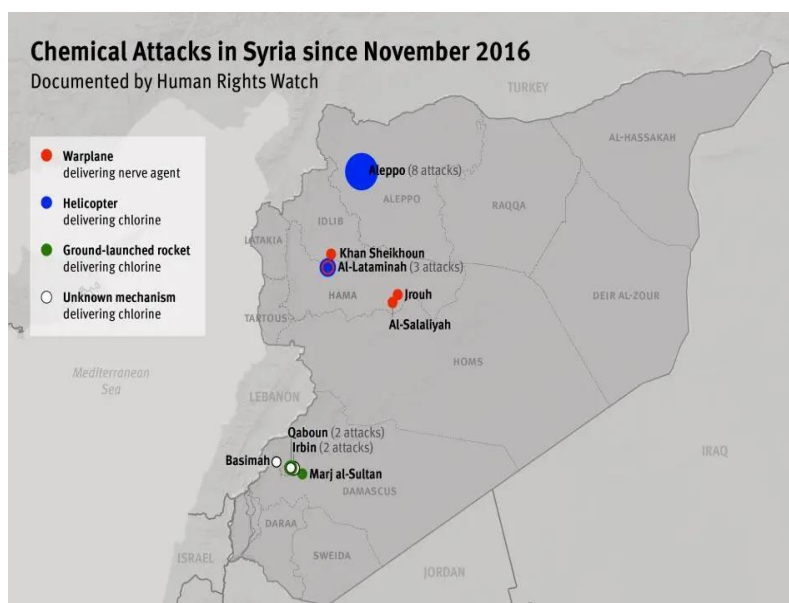 Chemical Attacks in Syria since November 2016
Documented by Human Rights Watch
Warplane
delivering nerve agent
Helicopter
delivering chlorine
Ground-launched rocket
delivering chlorine
Unknown mechanism
delivering chlorine
TURKEY
AL-HASSAKAH
Aleppo (8 attacks)
ALEPPO
RAQQA
IDLIB
LATAKIA
Khan Sheikhoun
Al-Lataminah (3 attacks)
HAMA
Jrouh
DEIR AL-ZOUR
TARTOUS
Al-Salaliyah
HOMS
Mediterranean
Sea
LEBANON
Qaboun (2 attacks)
Irbin (2 attacks)
Basimah
Marj al-Sultan
IRAQ
DAMASCUS
DARAA
ISRAEL
SWEIDA
JORDAN